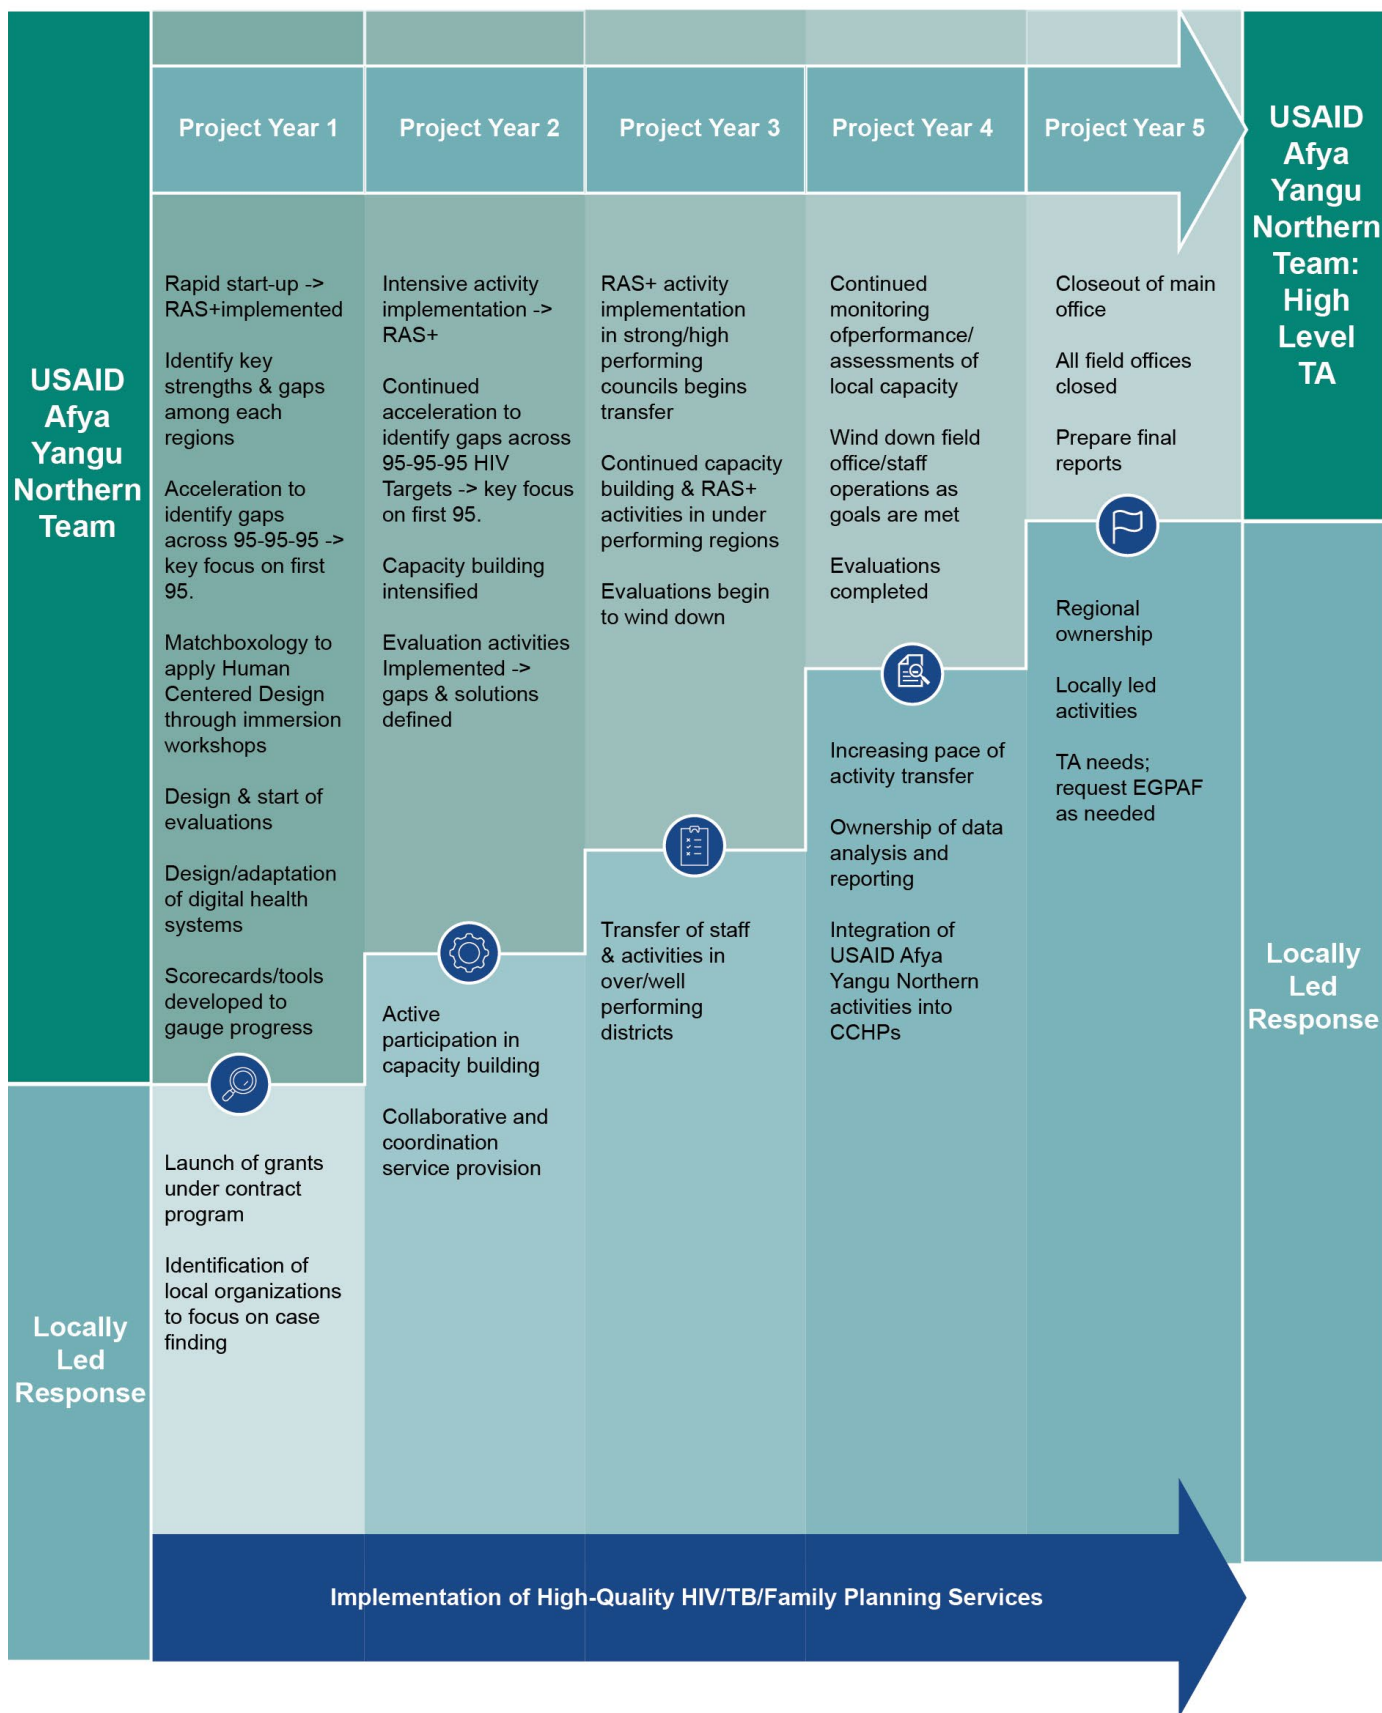 Project Year 1
Project Year 2
Project Year 3
Project Year 4
Project Year 5
USAID
Afya
Yangu
Northern
Team
Rapid start-up ->
RAS+implemented
Identify key
strengths & gaps
among each
regions
Acceleration to
identify gaps
across 95-95-95 ->
key focus on first
95.
Matchboxology to
apply Human
Centered Design
through immersion
workshops
Design & start of
evaluations
Design/adaptation
of digital health
systems
Scorecards/tools
developed to
gauge progress
Intensive activity
implementation ->
RAS+
Continued
acceleration to
identify gaps across
95-95-95 HIV
Targets -> key focus
on first 95.
Capacity building
intensified
Evaluation activities
Implemented ->
gaps & solutions
defined
RAS+ activity
implementation
in strong/high
performing
councils begins
transfer
Continued capacity
building & RAS+
activities in under
performing regions
Evaluations begin
to wind down
Continued
monitoring
ofperformance/
assessments of
local capacity
Wind down field
office/staff
operations as
goals are met
Evaluations
completed
Closeout of main
office
All field offices
closed
Prepare final
reports
USAID
Afya
Yangu
Northern
Team:
High
Level
TA
Locally
Led
Response
Launch of grants
under contract
program
Identification of
local organizations
to focus on case
finding
Active
participation in
capacity building
Collaborative and
coordination
service provision
Transfer of staff
& activities in
over/well
performing
districts
Increasing pace of
activity transfer
Ownership of data
analysis and
reporting
Integration of
USAID Afya
Yangu Northern
activities into
CCHPs
Regional
ownership
Locally led
activities
TA needs;
request EGPAF
as needed
Locally
Led
Response
Implementation of High-Quality HIV/TB/Family Planning Services